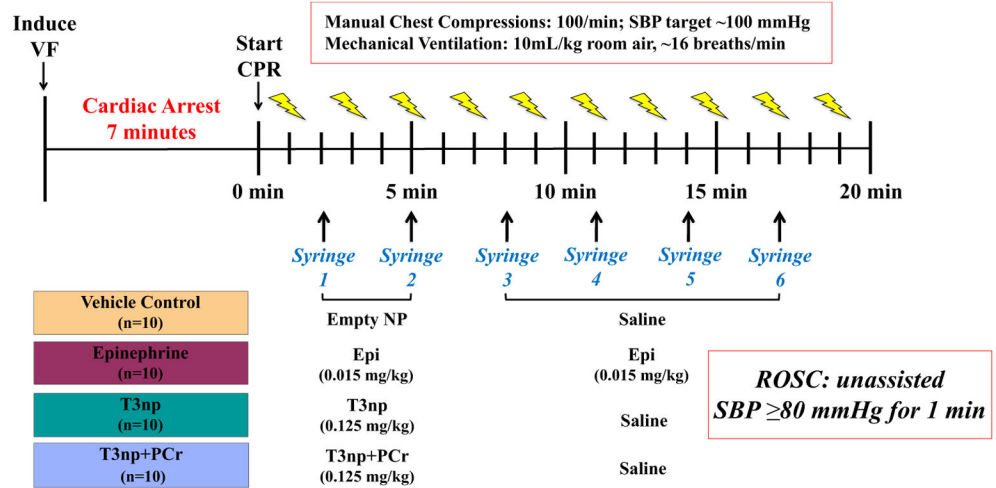 Induce
VF
Manual Chest Compressions: 100/min; SBP target ~100 mmHg
Mechanical Ventilation: 10mL/kg room air, ~16 breaths/min
Start
CPR
Cardiac Arrest
7 minutes
0 min
5 min
10 min
15 min
20 min
Syringe
1
Syringe
2
Syringe
3
Syringe
4
Syringe
5
Syringe
6
Vehicle Control
(n=10)
Empty NP
Saline
Epinephrine
(n=10)
Epi
(0.015 mg/kg)
Epi
(0.015 mg/kg)
T3np
(n=10)
T3np
(0.125 mg/kg)
Saline
T3np+PCr
(n=10)
T3np+PCr
(0.125 mg/kg)
Saline
ROSC: unassisted
SBP ≥80 mmHg for 1 min